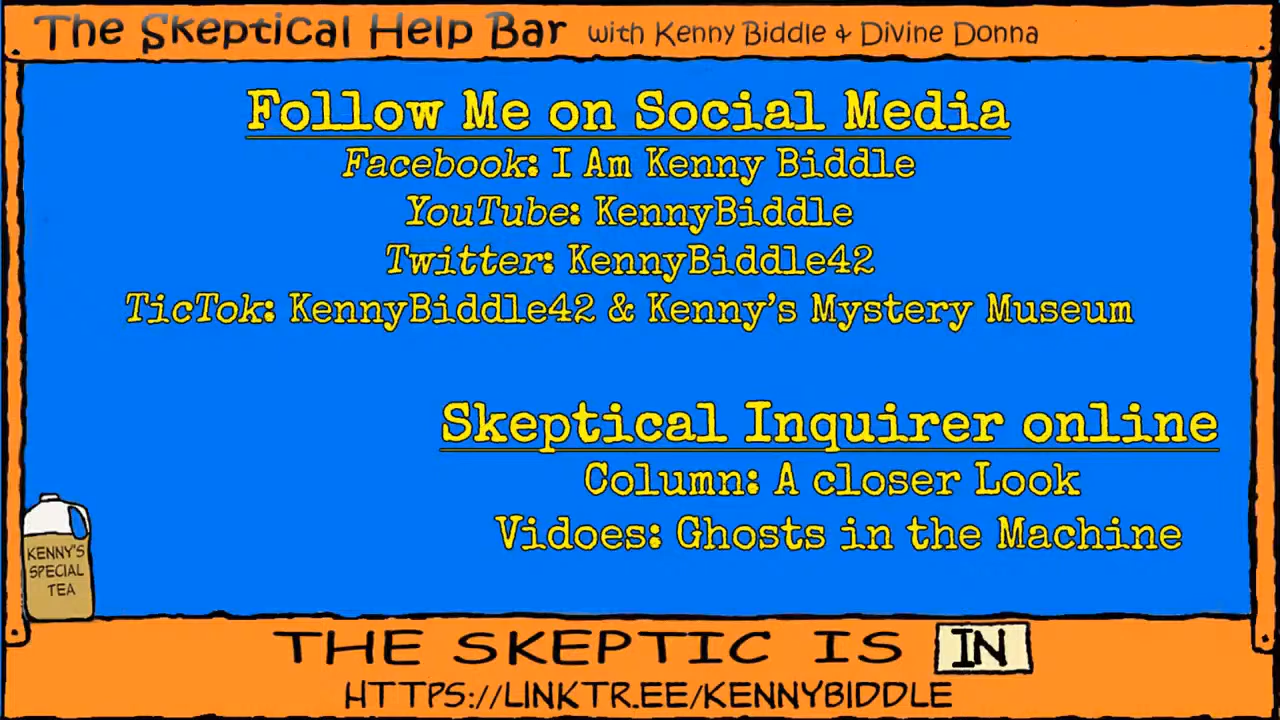 The Skeptical Help Bar with Kenny Biddle & Divine Donna
Follow Me on Social Media
Facebook: I Am Kenny Biddle
YouTube: KennyBiddle
Twitter: KennyBiddle42
TicTok: KennyBiddle42 & Kenny's Mystery Museum
Skeptical Inquirer online
Column: A closer Look
Vidoes: Ghosts in the Machine
KENNY'S
SPECIAL
TEA
THE SKEPTIC IS IN
HTTPS://LINKTR.EE/KENNYBIDDLE